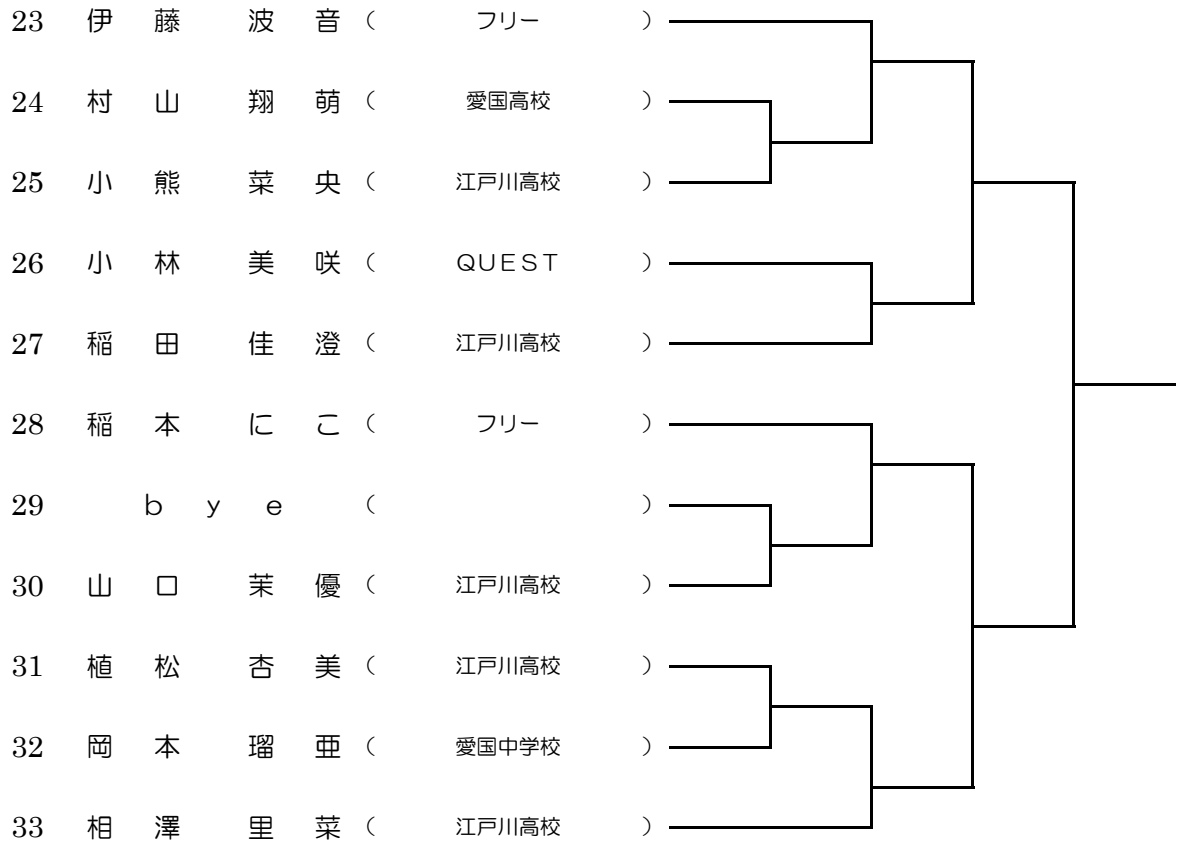 23 伊藤 波音 (フリー)
24 村山 翔萌 (愛国高校)
25 小熊 菜央 (江戸川高校)
26 小林 美咲 (QUEST)
27 稲田 佳澄 (江戸川高校)
28 稲本 にこ (フリー)
29 bye ( )
30 山口 茉優 (江戸川高校)
31 植松 杏美 (江戸川高校)
32 岡本 瑠亜 (愛国中学校)
33 相澤 里菜 (江戸川高校)